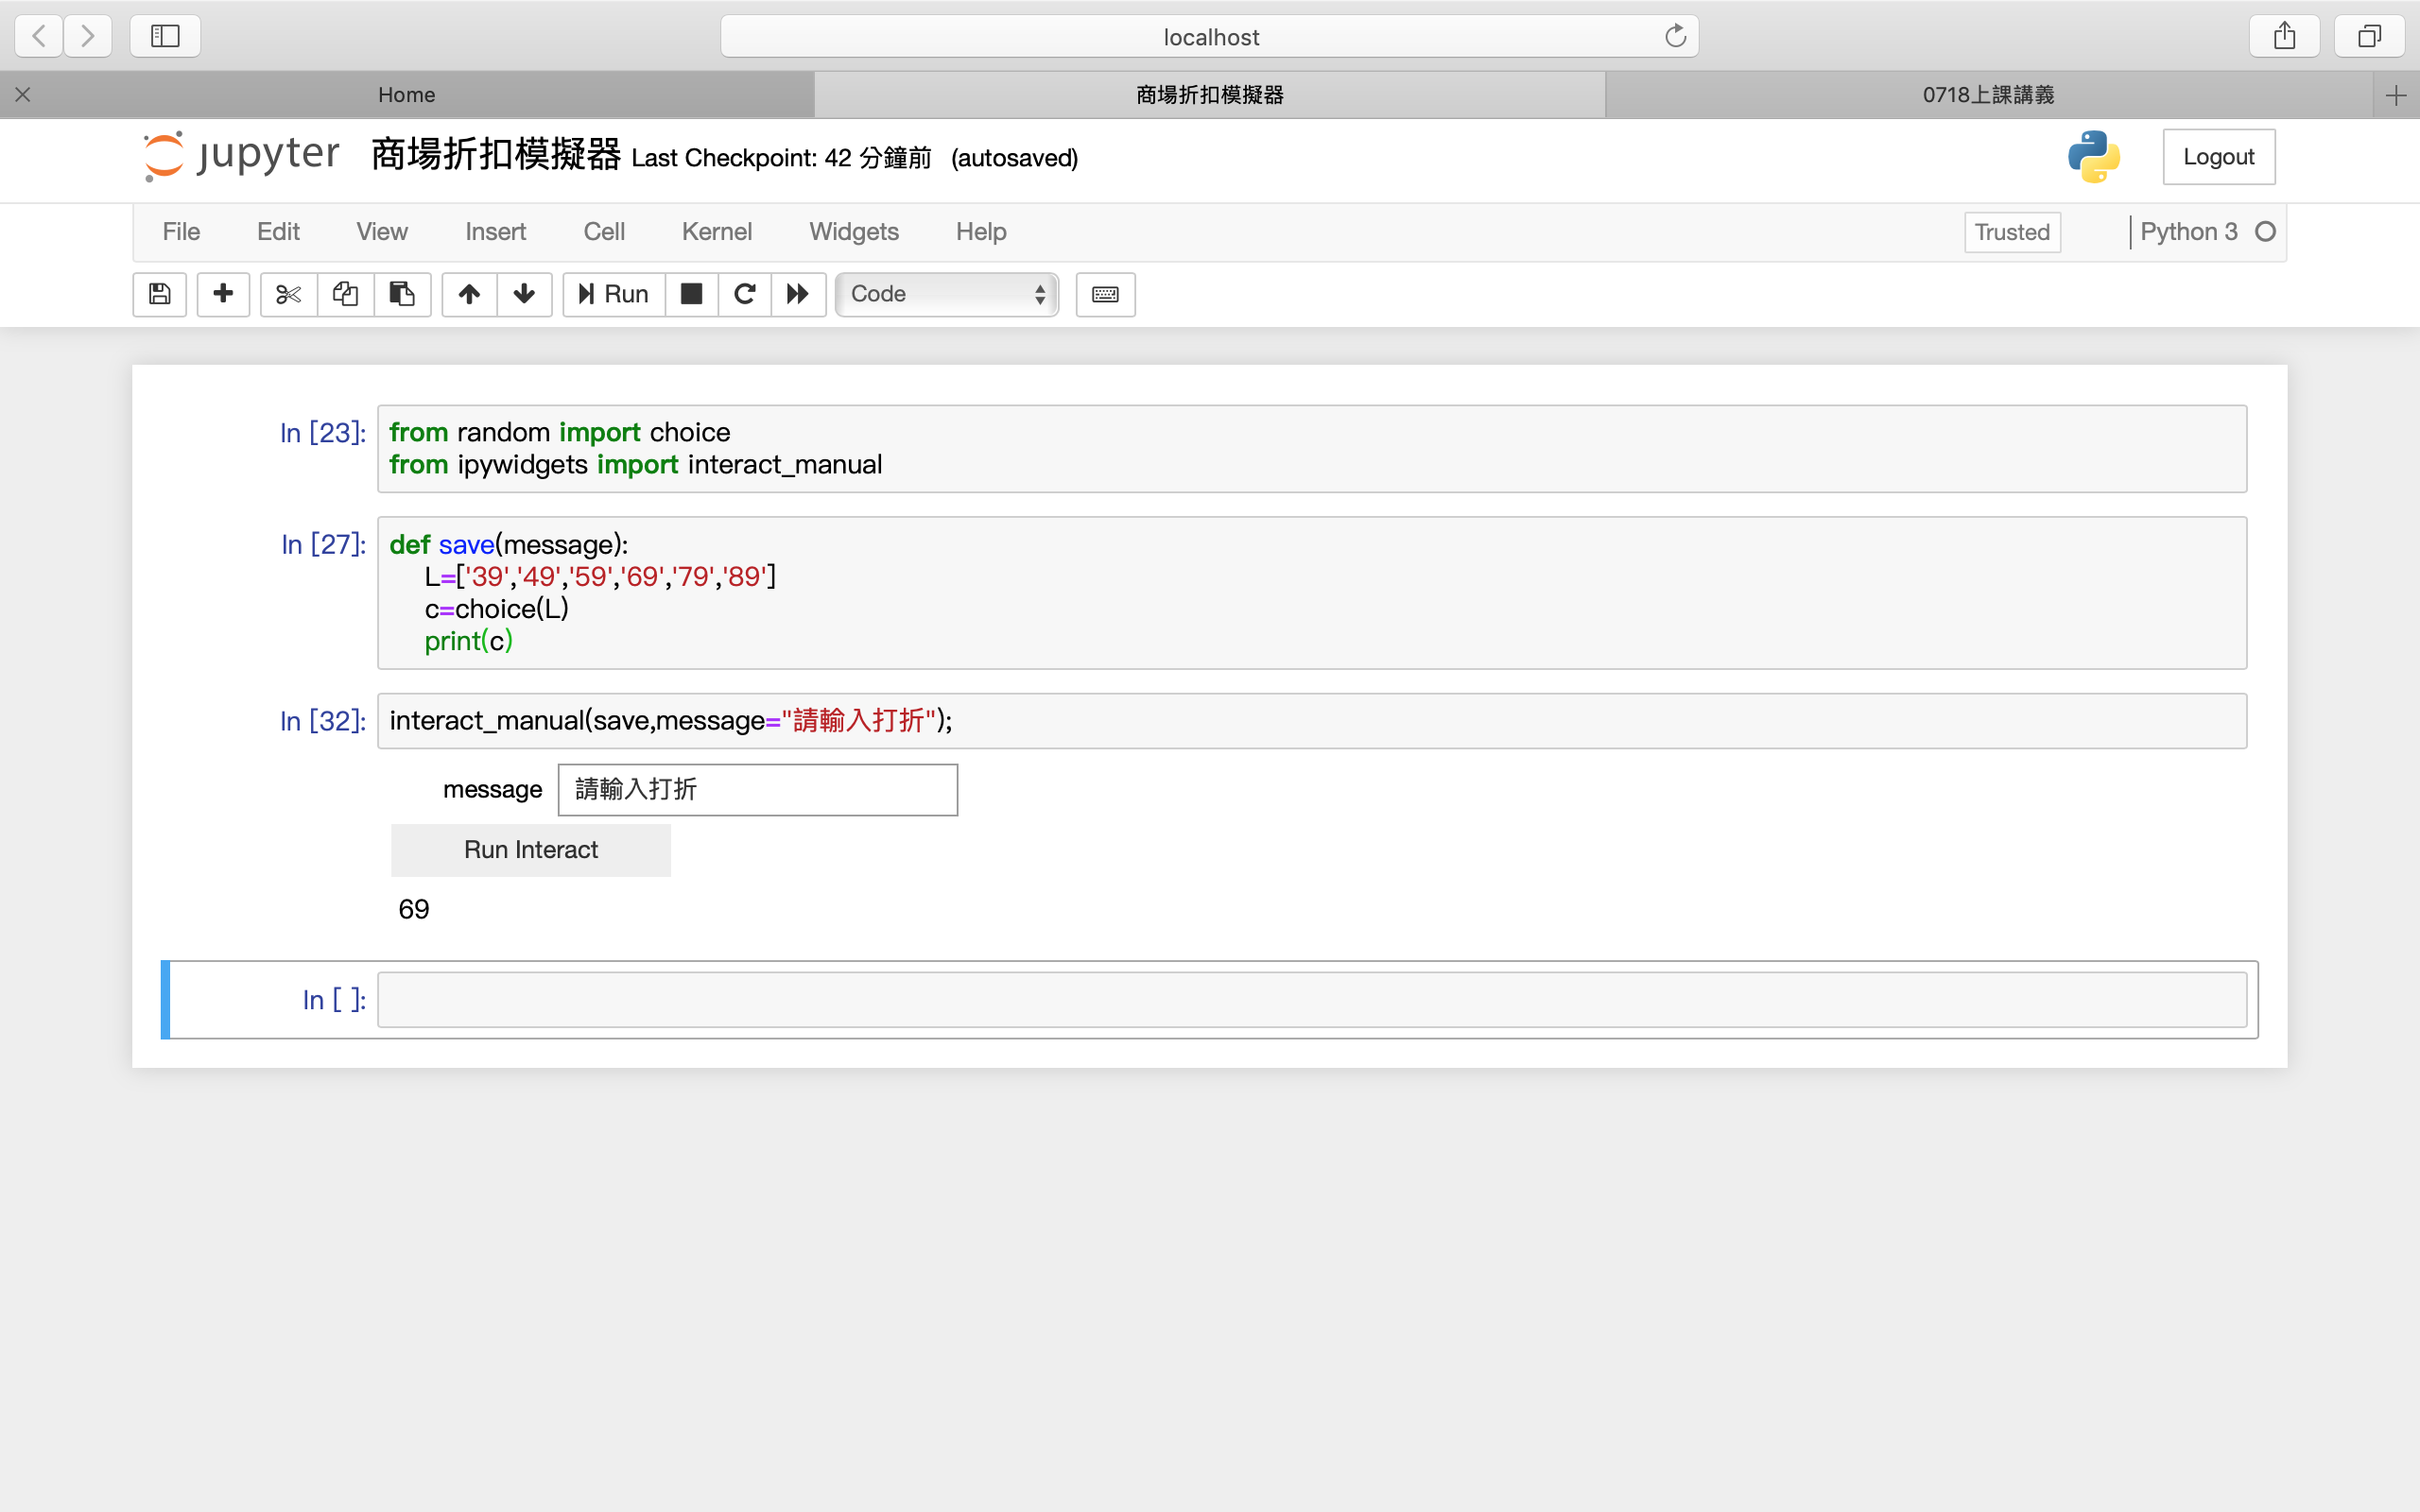 localhost
Home
商場折扣模擬器
0718上課講義
jupyter 商場折扣模擬器 Last Checkpoint: 42 分鐘前 (autosaved)
Logout
File Edit View Insert Cell Kernel Widgets Help
Trusted
Python 3
Run
Code
In [23]:
from random import choice
from ipywidgets import interact_manual
In [27]:
def save(message):
L=['39','49','59','69','79','89']
c=choice(L)
print(c)
In [32]:
interact_manual(save,message="請輸入打折");
message 請輸入打折
Run Interact
69
In [ ]: